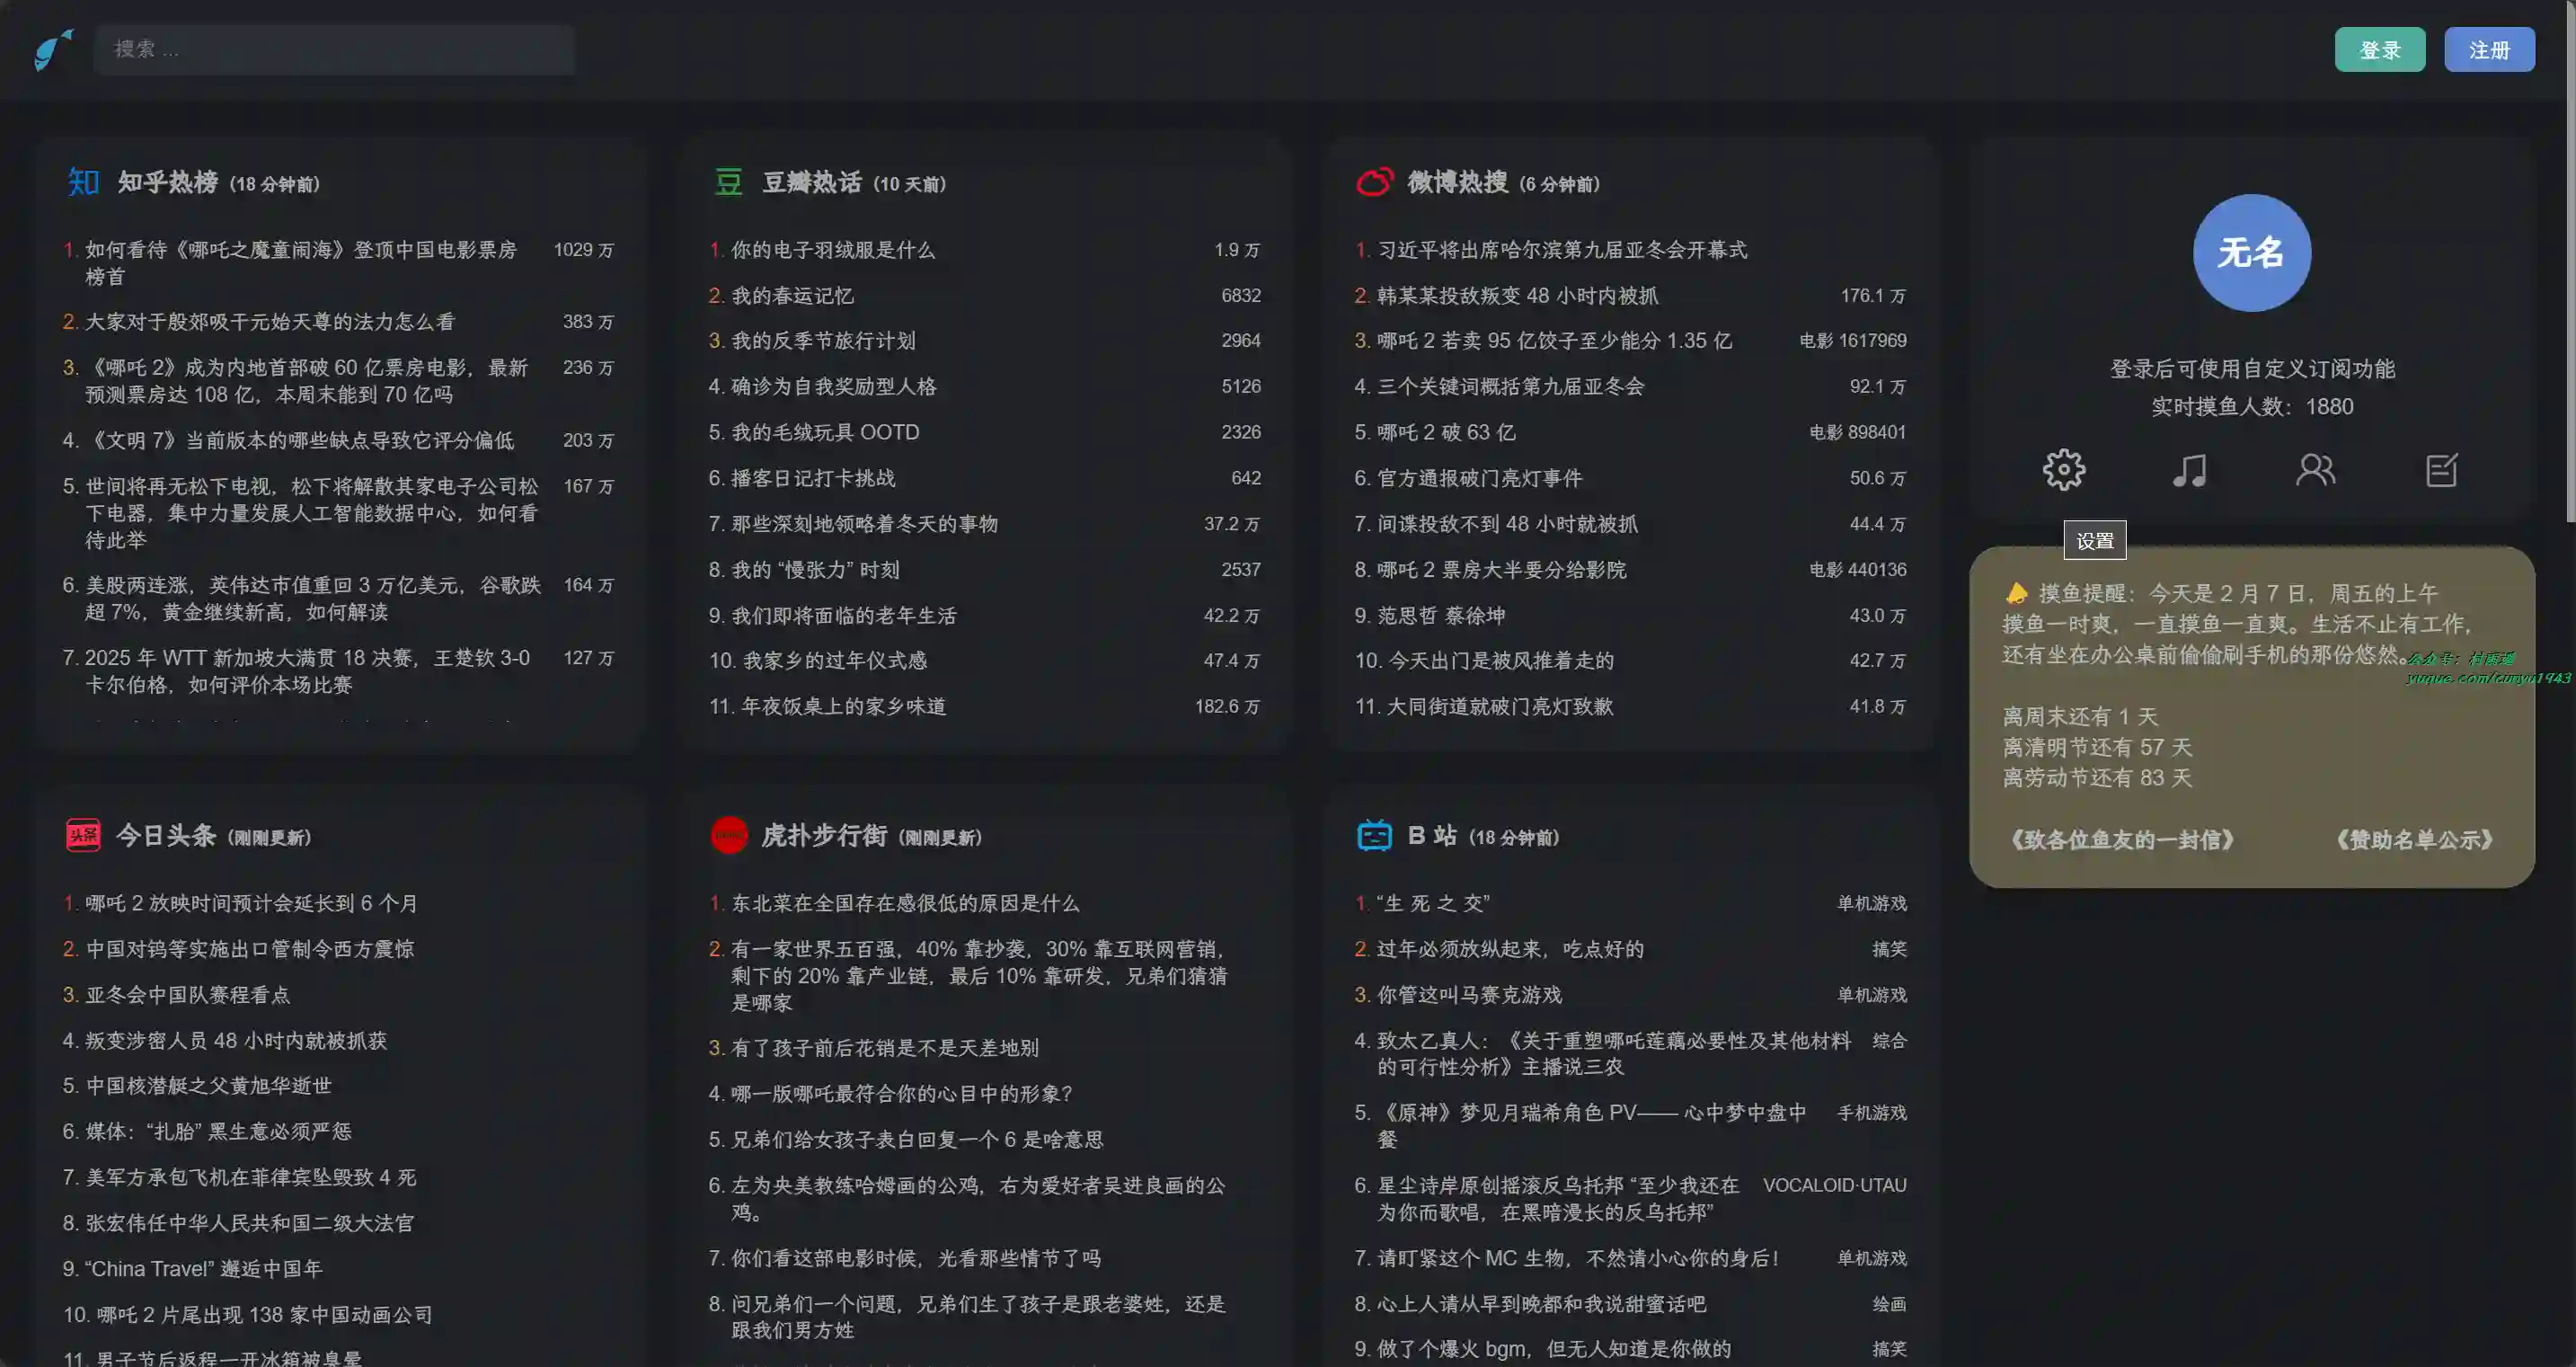 搜索 ...
登录
注册
知 知乎热榜 (18 分钟前)
1. 如何看待《哪吒之魔童闹海》登顶中国电影票房 1029 万
榜首
2. 大家对于殷郊吸干元始天尊的法力怎么看 383 万
3. 《哪吒 2》成为内地首部破 60 亿票房电影，最新 236 万
预测票房达 108 亿，本周末能到 70 亿吗
4. 《文明 7》当前版本的哪些缺点导致它评分偏低 203 万
5. 世间将再无松下电视，松下将解散其家电子公司松 167 万
下电器，集中力量发展人工智能数据中心，如何看
待此举
6. 美股两连涨，英伟达市值重回 3 万亿美元，谷歌跌 164 万
超 7%，黄金继续新高，如何解读
7. 2025 年 WTT 新加坡大满贯 18 决赛，王楚钦 3-0 127 万
卡尔伯格，如何评价本场比赛
豆 豆瓣热话 (10 天前)
1. 你的电子羽绒服是什么 1.9 万
2. 我的春运记忆 6832
3. 我的反季节旅行计划 2964
4. 确诊为自我奖励型人格 5126
5. 我的毛绒玩具 OOTD 2326
6. 播客日记打卡挑战 642
7. 那些深刻地领略着冬天的事物 37.2 万
8. 我的 “慢张力” 时刻 2537
9. 我们即将面临的老年生活 42.2 万
10. 我家乡的过年仪式感 47.4 万
11. 年夜饭桌上的家乡味道 182.6 万
微博热搜 (6 分钟前)
1. 习近平将出席哈尔滨第九届亚冬会开幕式
2. 韩某某投敌叛变 48 小时内被抓 176.1 万
3. 哪吒 2 若卖 95 亿饺子至少能分 1.35 亿 电影 1617969
4. 三个关键词概括第九届亚冬会 92.1 万
5. 哪吒 2 破 63 亿 电影 898401
6. 官方通报破门亮灯事件 50.6 万
7. 间谍投敌不到 48 小时就被抓 44.4 万
8. 哪吒 2 票房大半要分给影院 电影 440136
9. 范思哲 蔡徐坤 43.0 万
10. 今天出门是被风推着走的 42.7 万
11. 大同街道就破门亮灯致歉 41.8 万
无名
登录后可使用自定义订阅功能
实时摸鱼人数：1880
设置
摸鱼提醒：今天是 2 月 7 日，周五的上午
摸鱼一时爽，一直摸鱼一直爽。生活不止有工作，
还有坐在办公桌前偷偷刷手机的那份悠然。
公众号：村雨遥
yuque.com/cunyu1943
离周末还有 1 天
离清明节还有 57 天
离劳动节还有 83 天
《致各位鱼友的一封信》 《赞助名单公示》
头条 今日头条 (刚刚更新)
1. 哪吒 2 放映时间预计会延长到 6 个月
2. 中国对钨等实施出口管制令西方震惊
3. 亚冬会中国队赛程看点
4. 叛变涉密人员 48 小时内就被抓获
5. 中国核潜艇之父黄旭华逝世
6. 媒体：“扎胎” 黑生意必须严惩
7. 美军方承包飞机在菲律宾坠毁致 4 死
8. 张宏伟任中华人民共和国二级大法官
9. “China Travel” 邂逅中国年
10. 哪吒 2 片尾出现 138 家中国动画公司
11. 男子节后返程一开冰箱被臭晕
虎扑步行街 (刚刚更新)
1. 东北菜在全国存在感很低的原因是什么
2. 有一家世界五百强，40% 靠抄袭，30% 靠互联网营销，
剩下的 20% 靠产业链，最后 10% 靠研发，兄弟们猜猜
是哪家
3. 有了孩子前后花销是不是天差地别
4. 哪一版哪吒最符合你的心目中的形象？
5. 兄弟们给女孩子表白回复一个 6 是啥意思
6. 左为央美教练哈姆画的公鸡，右为爱好者吴进良画的公
鸡。
7. 你们看这部电影时候，光看那些情节了吗
8. 问兄弟们一个问题，兄弟们生了孩子是跟老婆姓，还是
跟我们男方姓
B 站 (18 分钟前)
1. “生 死 之 交” 单机游戏
2. 过年必须放纵起来，吃点好的 搞笑
3. 你管这叫马赛克游戏 单机游戏
4. 致太乙真人：《关于重塑哪吒莲藕必要性及其他材料 综合
的可行性分析》主播说三农
5. 《原神》梦见月瑞希角色 PV—— 心中梦中盘中 手机游戏
餐
6. 星尘诗岸原创摇滚反乌托邦 “至少我还在 VOCALOID·UTAU
为你而歌唱，在黑暗漫长的反乌托邦”
7. 请盯紧这个 MC 生物，不然请小心你的身后！ 单机游戏
8. 心上人请从早到晚都和我说甜蜜话吧 绘画
9. 做了个爆火 bgm，但无人知道是你做的 搞笑